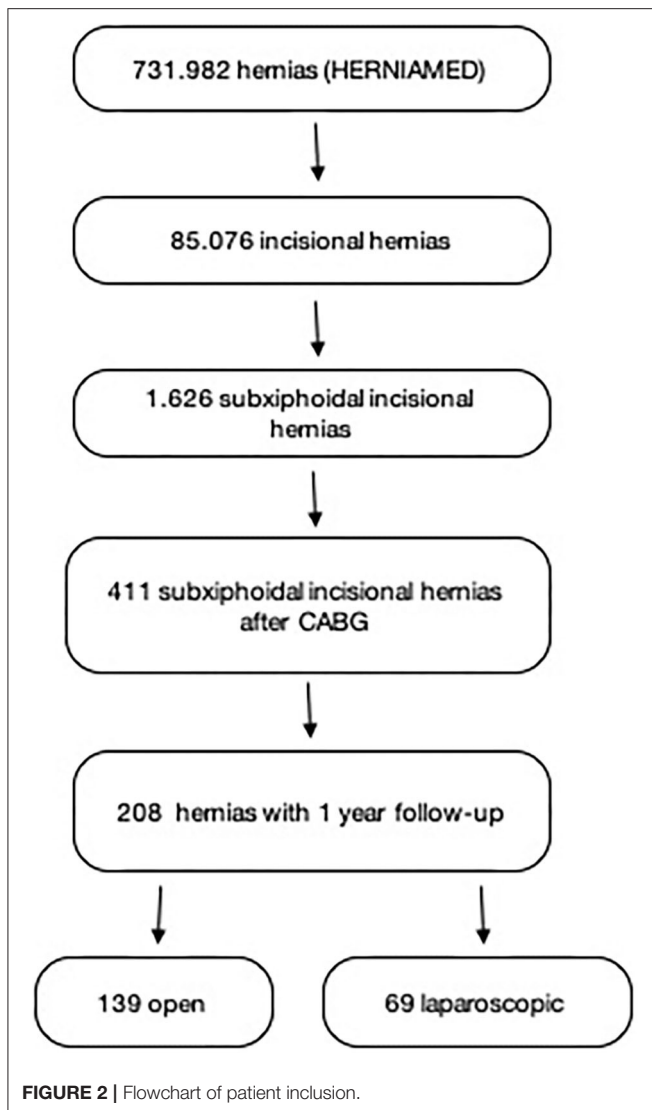 731.982 hernias (HERNIAMED)
85.076 incisional hernias
1.626 subxiphoidal incisional
hernias
411 subxiphoidal incisional hernias
after CABG
208 hernias with 1 year follow-up
139 open
69 laparoscopic
FIGURE 2 | Flowchart of patient inclusion.